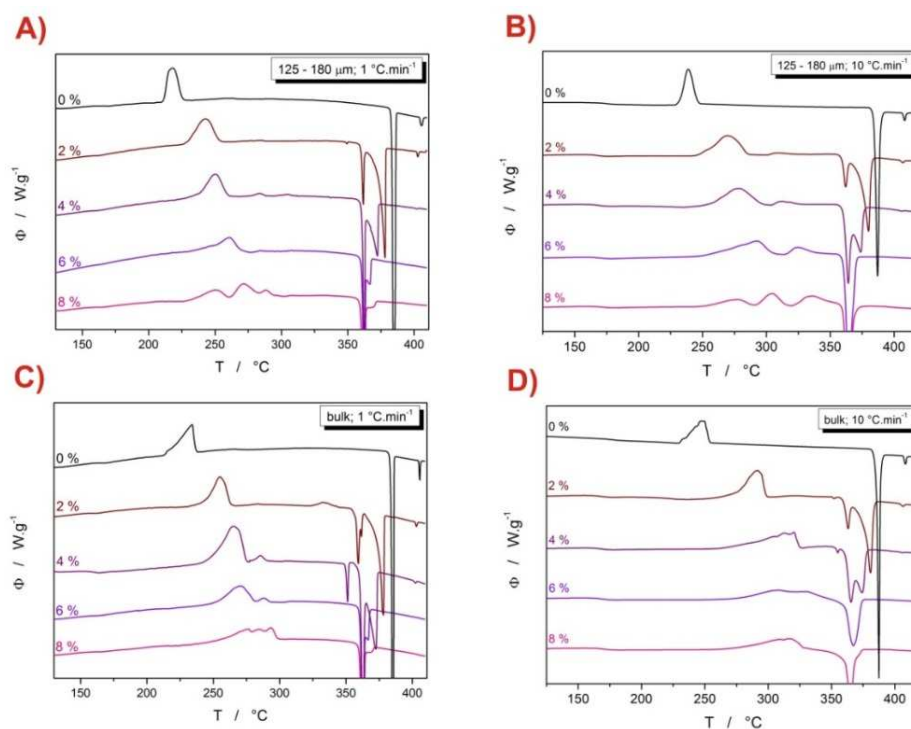 A)
125 - 180 µm; 1 °C.min⁻¹
0 %
2 %
4 %
6 %
8 %
Φ / W.g⁻¹
150 200 250 300 350 400
T / °C
B)
125 - 180 µm; 10 °C.min⁻¹
0 %
2 %
4 %
6 %
8 %
Φ / W.g⁻¹
150 200 250 300 350 400
T / °C
C)
bulk; 1 °C.min⁻¹
0 %
2 %
4 %
6 %
8 %
Φ / W.g⁻¹
150 200 250 300 350 400
T / °C
D)
bulk; 10 °C.min⁻¹
0 %
2 %
4 %
6 %
8 %
Φ / W.g⁻¹
150 200 250 300 350 400
T / °C